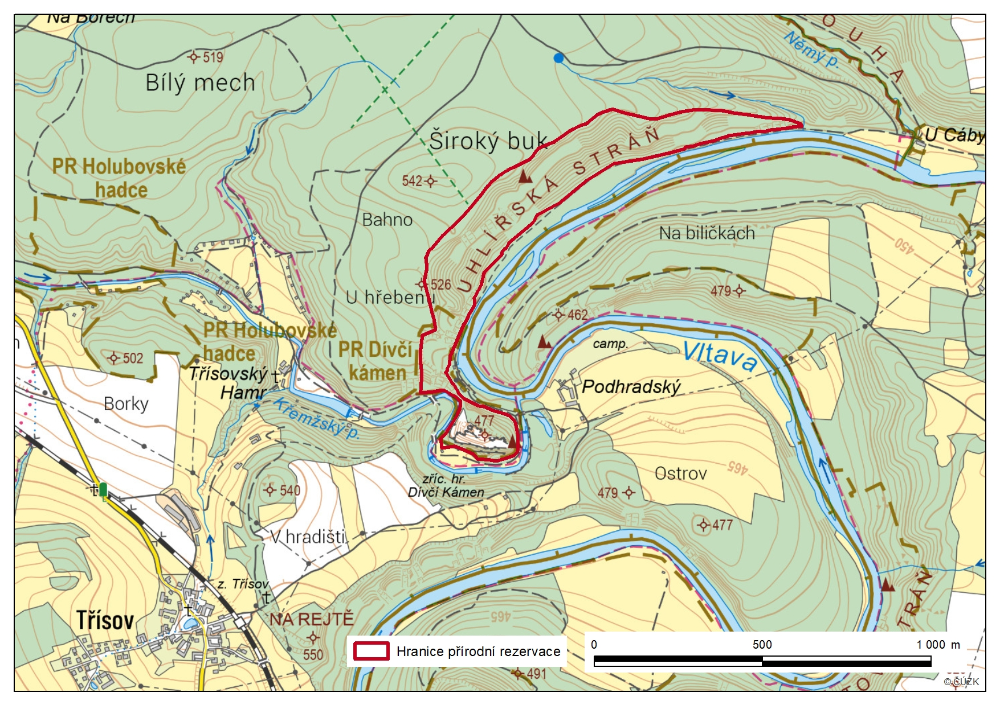 Na Borech
OUHA
Němý p.
519
Bílý mech
Široký buk
U Cáby
PR Holubovské
hadce
UHLÍŘSKÁ STRÁŇ
542
Bahno
Na biličkách
450
526
U hřebenu
479
462
PR Holubovské
hadce
PR Dívčí
kámen
camp.
Vltava
502
Třísovský
Hamr
Podhradský
Borky
Křemžský p.
477
465
Ostrov
zříc. hr.
Dívčí Kámen
540
479
477
V hradišti
z. Třísov
TRÁŇ
Třísov
NA REJTĚ
465
550
Hranice přírodní rezervace
0 500 1 000 m
491
© ČÚZK